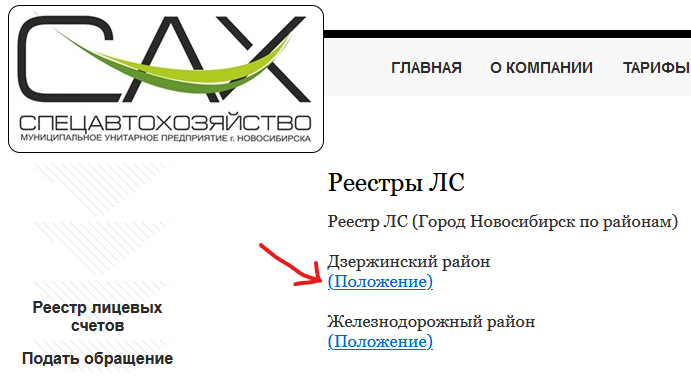 САХ
СПЕЦАВТОХОЗЯЙСТВО
МУНИЦИПАЛЬНОЕ УНИТАРНОЕ ПРЕДПРИЯТИЕ г. НОВОСИБИРСКА
ГЛАВНАЯ О КОМПАНИИ ТАРИФЫ
Реестры ЛС
Реестр ЛС (Город Новосибирск по районам)
Дзержинский район
(Положение)
Железнодорожный район
(Положение)
Реестр лицевых
счетов
Подать обращение